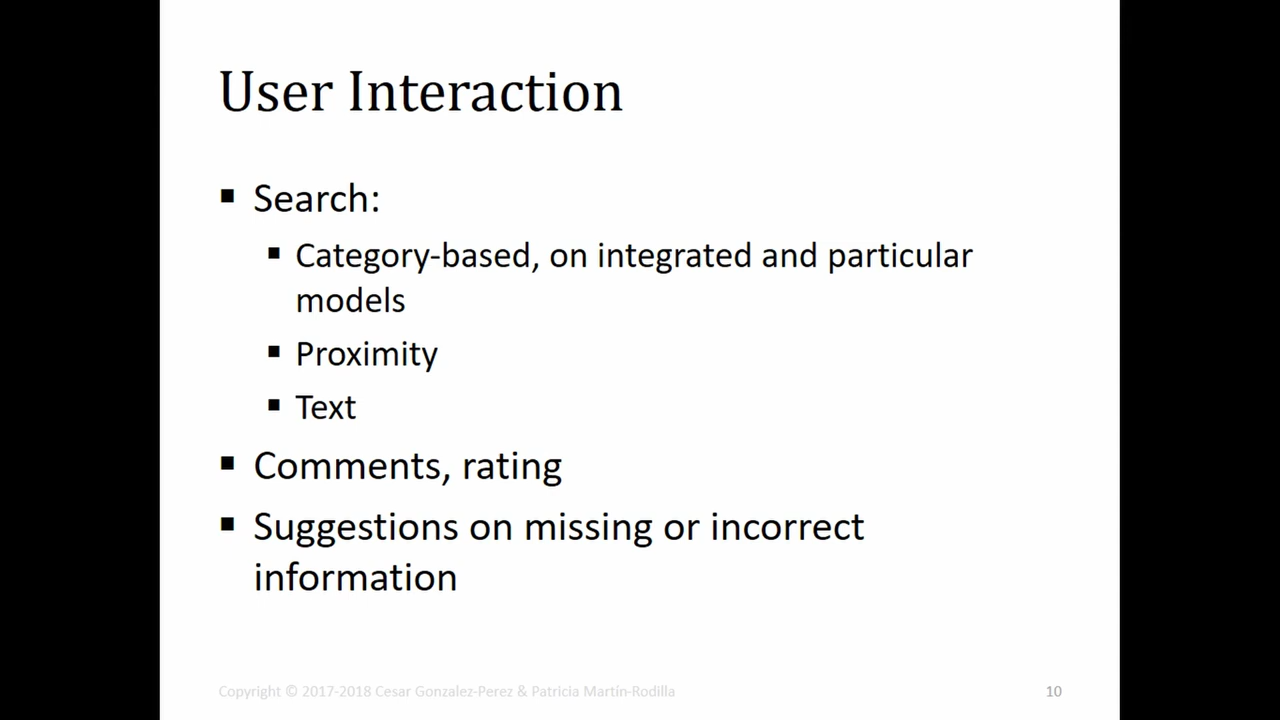 User Interaction
▪ Search:
▪ Category-based, on integrated and particular
models
▪ Proximity
▪ Text
▪ Comments, rating
▪ Suggestions on missing or incorrect
information
Copyright © 2017-2018 Cesar Gonzalez-Perez & Patricia Martín-Rodilla
10